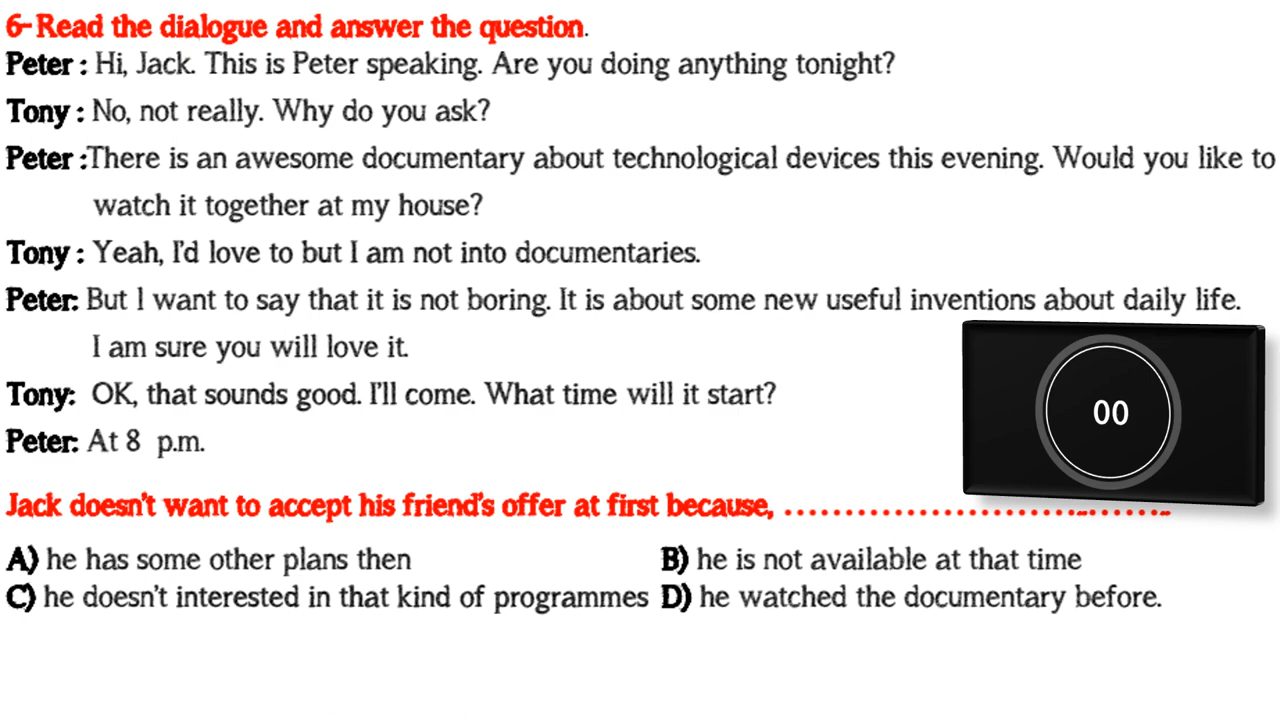 6- Read the dialogue and answer the question.
Peter : Hi, Jack. This is Peter speaking. Are you doing anything tonight?
Tony : No, not really. Why do you ask?
Peter :There is an awesome documentary about technological devices this evening. Would you like to
watch it together at my house?
Tony : Yeah, I'd love to but I am not into documentaries.
Peter: But I want to say that it is not boring. It is about some new useful inventions about daily life.
I am sure you will love it.
Tony: OK, that sounds good. I'll come. What time will it start?
Peter: At 8 p.m.
00
Jack doesn't want to accept his friend's offer at first because, ................................
A) he has some other plans then B) he is not available at that time
C) he doesn't interested in that kind of programmes D) he watched the documentary before.